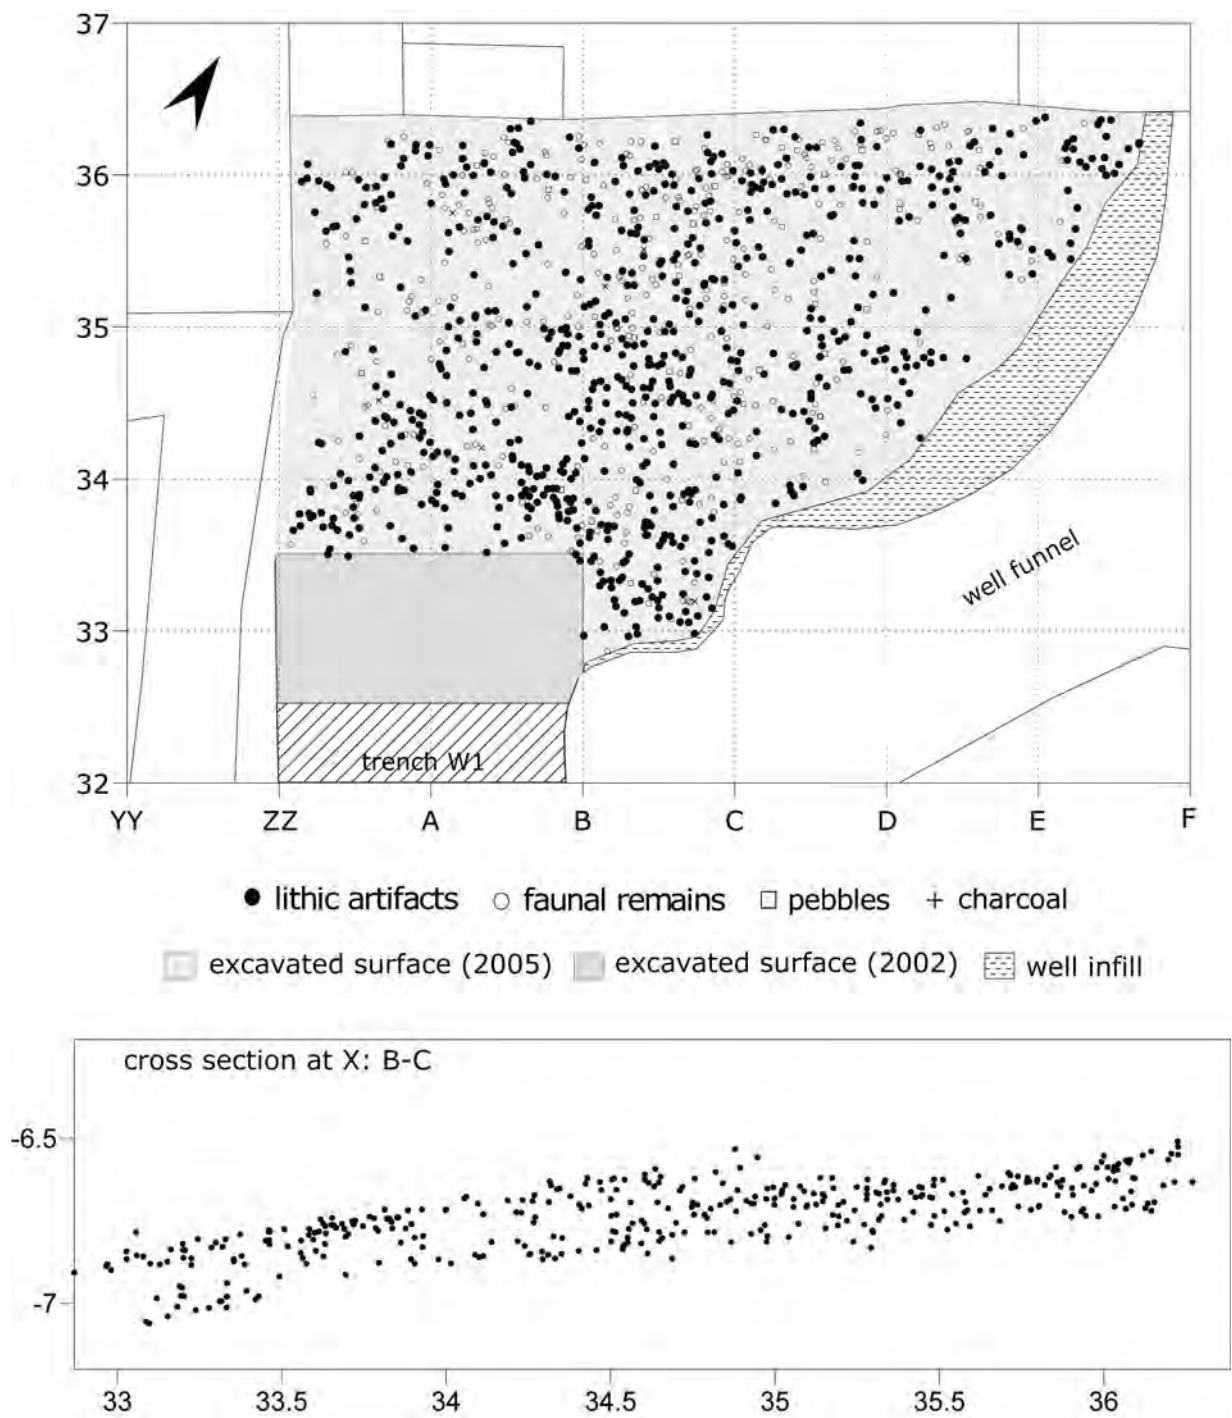 37
36
35
34
33
32
well funnel
trench W1
YY ZZ A B C D E F
lithic artifacts faunal remains pebbles charcoal
excavated surface (2005) excavated surface (2002) well infill
cross section at X: B-C
-6.5
-7
33 33.5 34 34.5 35 35.5 36